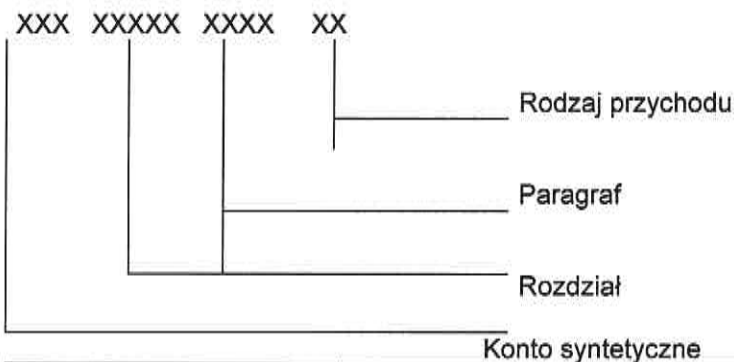 XXX XXXXX XXXX XX
Rodzaj przychodu
Paragraf
Rozdział
Konto syntetyczne